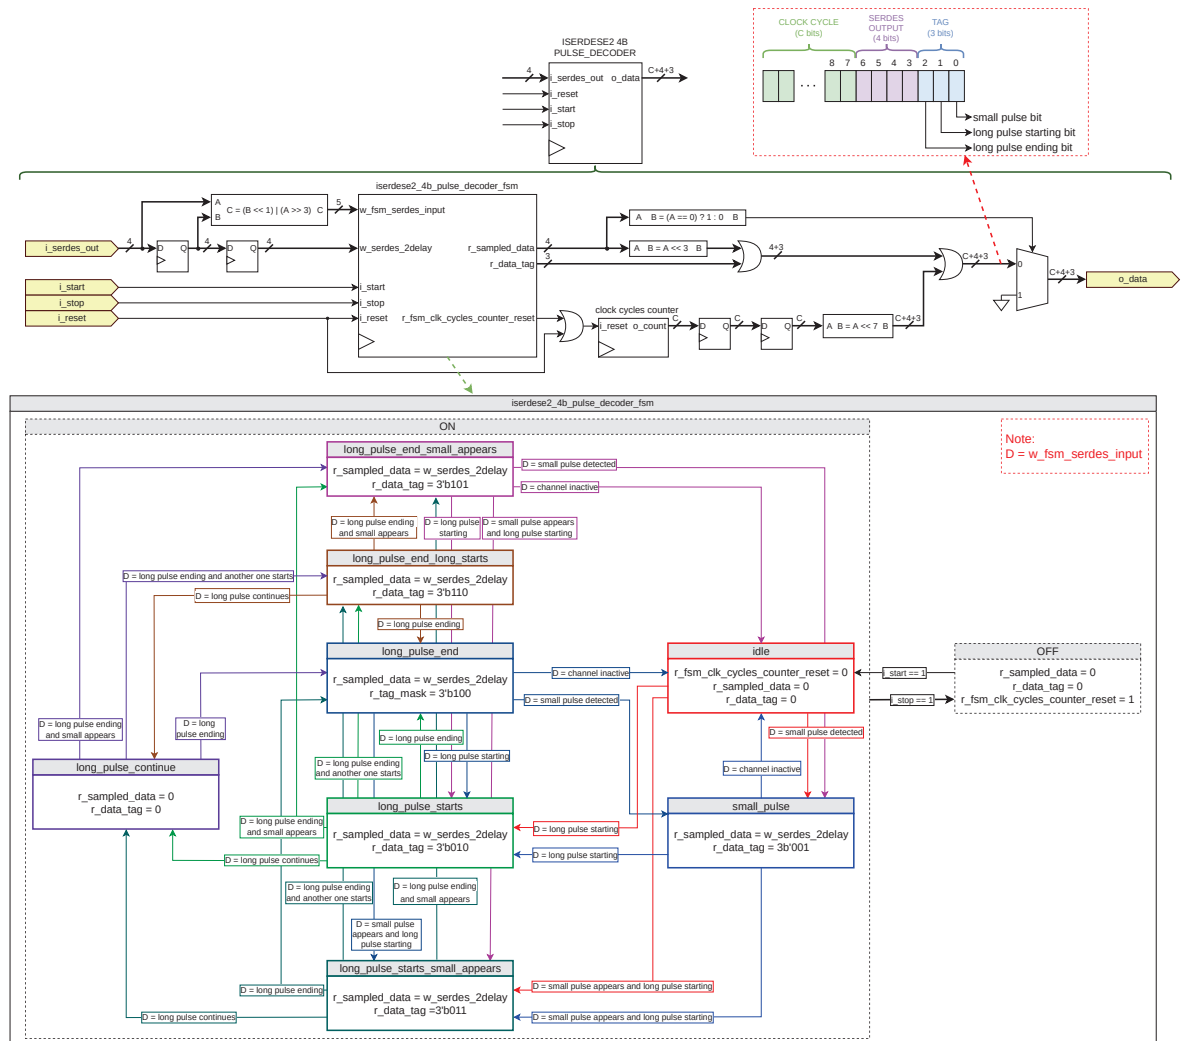 CLOCK CYCLE
(C bits)
SERDES
OUTPUT
(4 bits)
TAG
(3 bits)
8 7 6 5 4 3 2 1 0
...
small pulse bit
long pulse starting bit
long pulse ending bit
ISERDESE2 4B
PULSE_DECODER
4
i_serdes_out o_data
C+4+3
i_reset
i_start
i_stop
iserdese2_4b_pulse_decoder_fsm
A
B
C = (B << 1) | (A >> 3) C
5
w_fsm_serdes_input
i_serdes_out
4
D Q
4
D Q
4
w_serdes_2delay
r_sampled_data
4
r_data_tag
3
A B = (A == 0) ? 1 : 0 B
A B = A << 3 B
4+3
C+4+3
0
1
C+4+3
o_data
i_start
i_start
i_stop
i_stop
i_reset
i_reset
r_fsm_clk_cycles_counter_reset
clock cycles counter
i_reset o_count
C
D Q
C
D Q
C
A B = A << 7 B
C+4+3
iserdese2_4b_pulse_decoder_fsm
ON
Note:
D = w_fsm_serdes_input
long_pulse_end_small_appears
r_sampled_data = w_serdes_2delay
r_data_tag = 3'b101
D = small pulse detected
D = channel inactive
D = long pulse ending
and small appears
D = long pulse
starting
D = small pulse appears
and long pulse starting
long_pulse_end_long_starts
r_sampled_data = w_serdes_2delay
r_data_tag = 3'b110
D = long pulse ending and another one starts
D = long pulse continues
D = long pulse ending
long_pulse_end
r_sampled_data = w_serdes_2delay
r_tag_mask = 3'b100
D = channel inactive
D = small pulse detected
idle
r_fsm_clk_cycles_counter_reset = 0
r_sampled_data = 0
r_data_tag = 0
i_start == 1
i_stop == 1
OFF
r_sampled_data = 0
r_data_tag = 0
r_fsm_clk_cycles_counter_reset = 1
D = long pulse ending
and small appears
D = long
pulse ending
D = long pulse ending
D = long pulse starting
D = long pulse ending
and another one starts
D = small pulse detected
D = channel inactive
long_pulse_continue
r_sampled_data = 0
r_data_tag = 0
long_pulse_starts
r_sampled_data = w_serdes_2delay
r_data_tag = 3'b010
D = long pulse ending
and small appears
D = long pulse continues
D = long pulse starting
D = long pulse starting
small_pulse
r_sampled_data = w_serdes_2delay
r_data_tag = 3b'001
D = long pulse ending
and another one starts
D = long pulse ending
and small appears
D = small pulse
appears and long
pulse starting
long_pulse_starts_small_appears
r_sampled_data = w_serdes_2delay
r_data_tag =3'b011
D = long pulse ending
D = long pulse continues
D = small pulse appears and long pulse starting
D = small pulse appears and long pulse starting